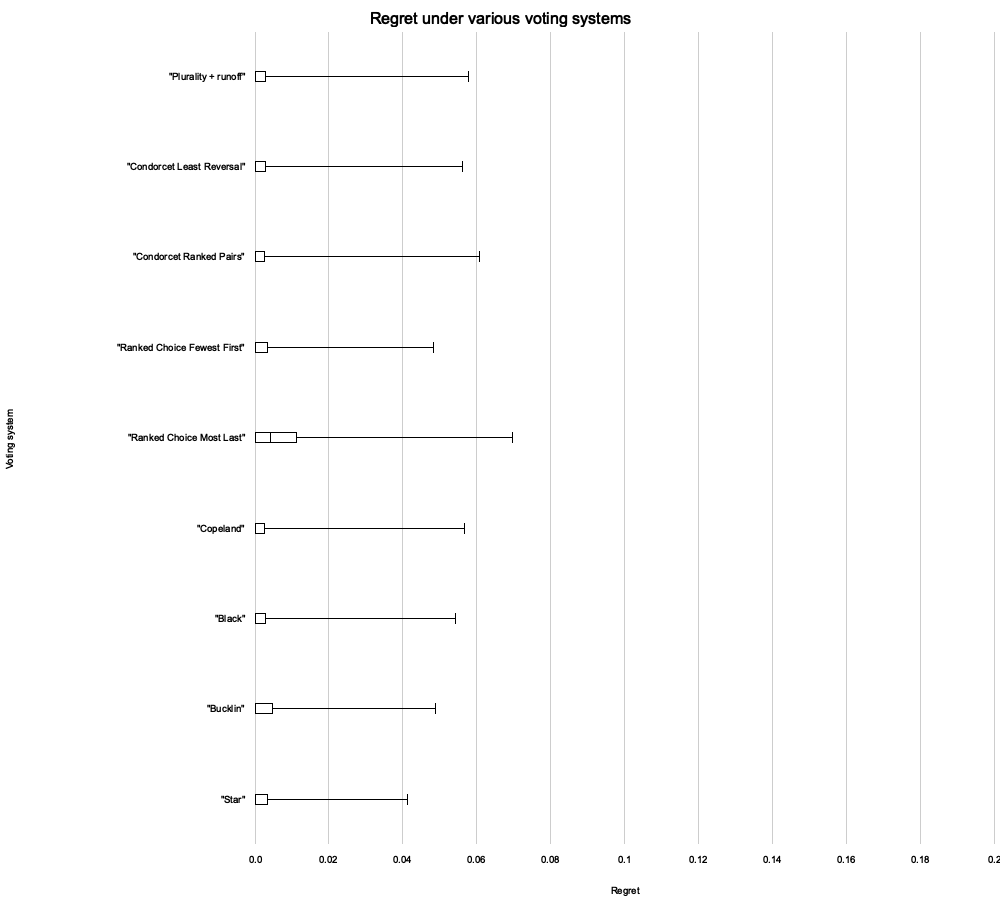 Regret under various voting systems
"Plurality + runoff"
"Condorcet Least Reversal"
"Condorcet Ranked Pairs"
"Ranked Choice Fewest First"
"Ranked Choice Most Last"
"Copeland"
"Black"
"Bucklin"
"Star"
Voting system
0.0 0.02 0.04 0.06 0.08 0.1 0.12 0.14 0.16 0.18 0.2
Regret